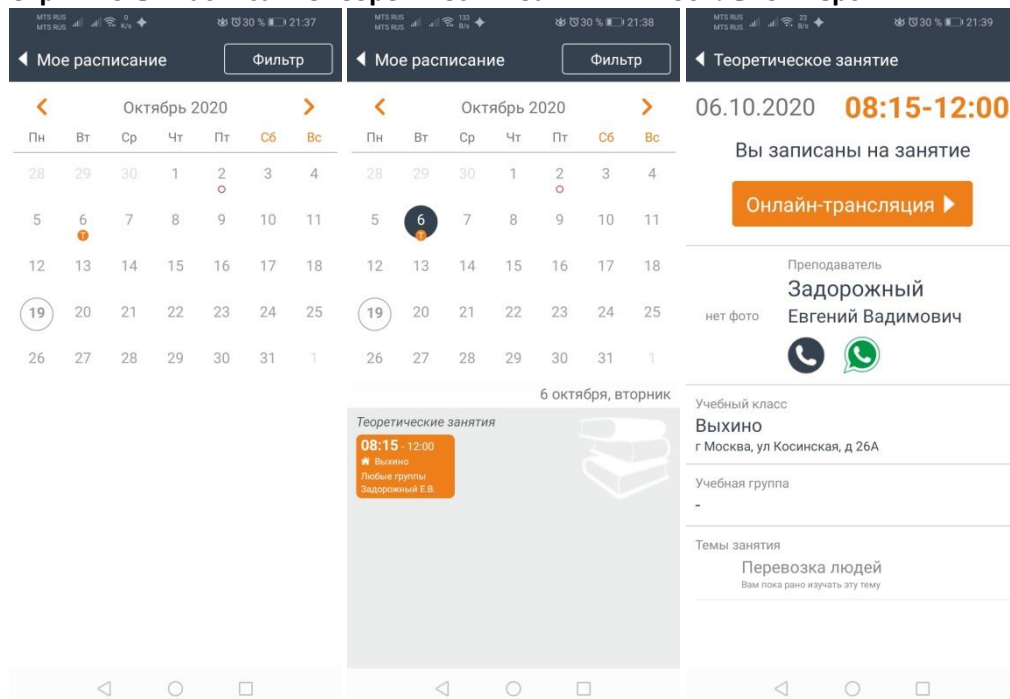 MTS RUS
MTS RUS
0
K/s
30 % 21:37
Мое расписание
Фильтр
Октябрь 2020
Пн Вт Ср Чт Пт Сб Вс
28 29 30 1 2 3 4
5 6 7 8 9 10 11
Т
12 13 14 15 16 17 18
19 20 21 22 23 24 25
26 27 28 29 30 31 1
MTS RUS
MTS RUS
133
B/s
30 % 21:38
Мое расписание
Фильтр
Октябрь 2020
Пн Вт Ср Чт Пт Сб Вс
28 29 30 1 2 3 4
5 6 7 8 9 10 11
Т
12 13 14 15 16 17 18
19 20 21 22 23 24 25
26 27 28 29 30 31 1
6 октября, вторник
Теоретические занятия
08:15 - 12:00
Выхино
Любые группы
Задорожный Е.В.
MTS RUS
MTS RUS
23
B/s
30 % 21:39
Теоретическое занятие
06.10.2020 08:15-12:00
Вы записаны на занятие
Онлайн-трансляция
Преподаватель
Задорожный
нет фото Евгений Вадимович
Учебный класс
Выхино
г Москва, ул Косинская, д 26А
Учебная группа
-
Темы занятия
Перевозка людей
Вам пока рано изучать эту тему